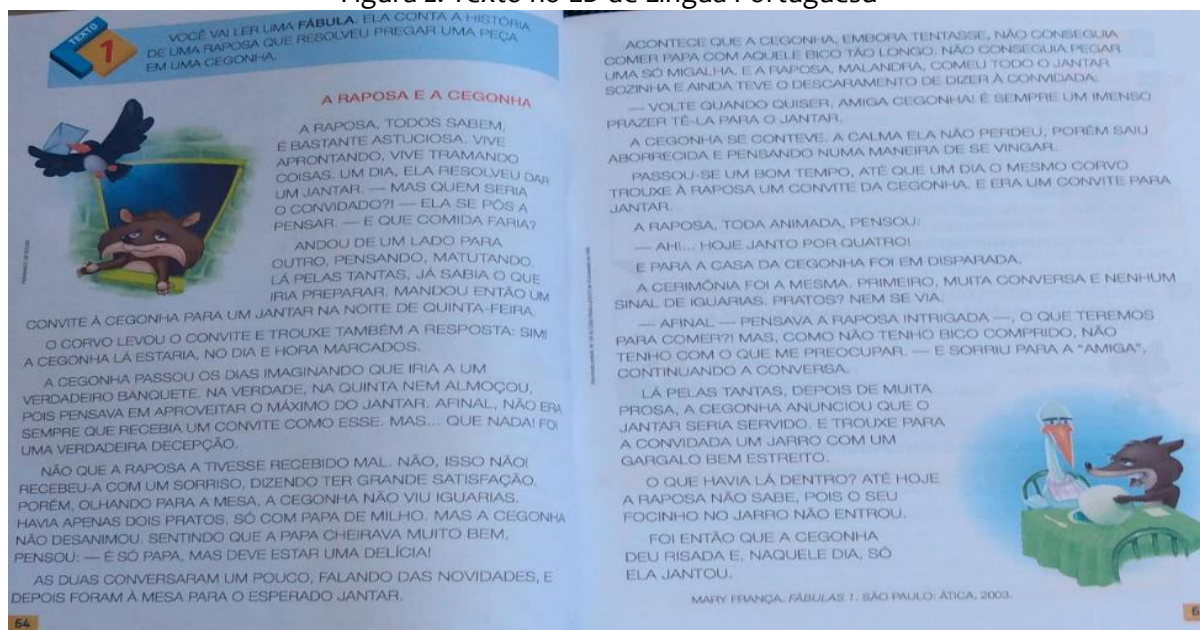 TEXTO
1
VOCÊ VAI LER UMA FÁBULA. ELA CONTA A HISTÓRIA
DE UMA RAPOSA QUE RESOLVEU PREGAR UMA PEÇA
EM UMA CEGONHA.
A RAPOSA E A CEGONHA
A RAPOSA, TODOS SABEM,
É BASTANTE ASTUCIOSA. VIVE
APRONTANDO, VIVE TRAMANDO
COISAS. UM DIA, ELA RESOLVEU DAR
UM JANTAR. — MAS QUEM SERIA
O CONVIDADO?! — ELA SE PÔS A
PENSAR. — E QUE COMIDA FARIA?
ANDOU DE UM LADO PARA
OUTRO, PENSANDO, MATUTANDO.
LÁ PELAS TANTAS, JÁ SABIA O QUE
IRIA PREPARAR. MANDOU ENTÃO UM
CONVITE À CEGONHA PARA UM JANTAR NA NOITE DE QUINTA-FEIRA.
O CORVO LEVOU O CONVITE E TROUXE TAMBÉM A RESPOSTA: SIM!
A CEGONHA LÁ ESTARIA, NO DIA E HORA MARCADOS.
A CEGONHA PASSOU OS DIAS IMAGINANDO QUE IRIA A UM
VERDADEIRO BANQUETE. NA VERDADE, NA QUINTA NEM ALMOÇOU,
POIS PENSAVA EM APROVEITAR O MÁXIMO DO JANTAR. AFINAL, NÃO ERA
SEMPRE QUE RECEBIA UM CONVITE COMO ESSE. MAS... QUE NADA! FOI
UMA VERDADEIRA DECEPÇÃO.
NÃO QUE A RAPOSA A TIVESSE RECEBIDO MAL. NÃO, ISSO NÃO!
RECEBEU-A COM UM SORRISO, DIZENDO TER GRANDE SATISFAÇÃO.
PORÉM, OLHANDO PARA A MESA, A CEGONHA NÃO VIU IGUARIAS.
HAVIA APENAS DOIS PRATOS, SÓ COM PAPA DE MILHO. MAS A CEGONHA
NÃO DESANIMOU. SENTINDO QUE A PAPA CHEIRAVA MUITO BEM,
PENSOU: — É SÓ PAPA, MAS DEVE ESTAR UMA DELÍCIA!
AS DUAS CONVERSARAM UM POUCO, FALANDO DAS NOVIDADES, E
DEPOIS FORAM À MESA PARA O ESPERADO JANTAR.
64
ACONTECE QUE A CEGONHA, EMBORA TENTASSE, NÃO CONSEGUIA
COMER PAPA COM AQUELE BICO TÃO LONGO. NÃO CONSEGUIA PEGAR
UMA SÓ MIGALHA. E A RAPOSA, MALANDRA, COMEU TODO O JANTAR
SOZINHA E AINDA TEVE O DESCARAMENTO DE DIZER À CONVIDADA:
— VOLTE QUANDO QUISER, AMIGA CEGONHA! É SEMPRE UM IMENSO
PRAZER TÊ-LA PARA O JANTAR.
A CEGONHA SE CONTEVE. A CALMA ELA NÃO PERDEU, PORÉM SAIU
ABORRECIDA E PENSANDO NUMA MANEIRA DE SE VINGAR.
PASSOU-SE UM BOM TEMPO, ATÉ QUE UM DIA O MESMO CORVO
TROUXE À RAPOSA UM CONVITE DA CEGONHA. E ERA UM CONVITE PARA
JANTAR.
A RAPOSA, TODA ANIMADA, PENSOU:
— AH!... HOJE JANTO POR QUATRO!
E PARA A CASA DA CEGONHA FOI EM DISPARADA.
A CERIMÔNIA FOI A MESMA. PRIMEIRO, MUITA CONVERSA E NENHUM
SINAL DE IGUARIAS. PRATOS? NEM SE VIA.
— AFINAL — PENSAVA A RAPOSA INTRIGADA —, O QUE TEREMOS
PARA COMER?! MAS, COMO NÃO TENHO BICO COMPRIDO, NÃO
TENHO COM O QUE ME PREOCUPAR. — E SORRIU PARA A "AMIGA",
CONTINUANDO A CONVERSA.
LÁ PELAS TANTAS, DEPOIS DE MUITA
PROSA, A CEGONHA ANUNCIOU QUE O
JANTAR SERIA SERVIDO. E TROUXE PARA
A CONVIDADA UM JARRO COM UM
GARGALO BEM ESTREITO.
O QUE HAVIA LÁ DENTRO? ATÉ HOJE
A RAPOSA NÃO SABE, POIS O SEU
FOCINHO NO JARRO NÃO ENTROU.
FOI ENTÃO QUE A CEGONHA
DEU RISADA E, NAQUELE DIA, SÓ
ELA JANTOU.
MARY FRANÇA. FÁBULAS 1. SÃO PAULO: ÁTICA, 2003.